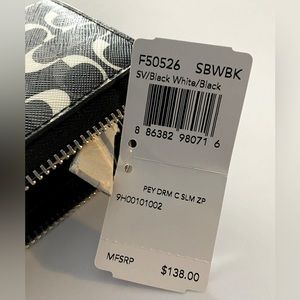 F50526 SBWBK
SV/Black White/Black
8 86382 98071 6
PEY DRM C SLM ZP
9H00101002
MFSRP $138.00